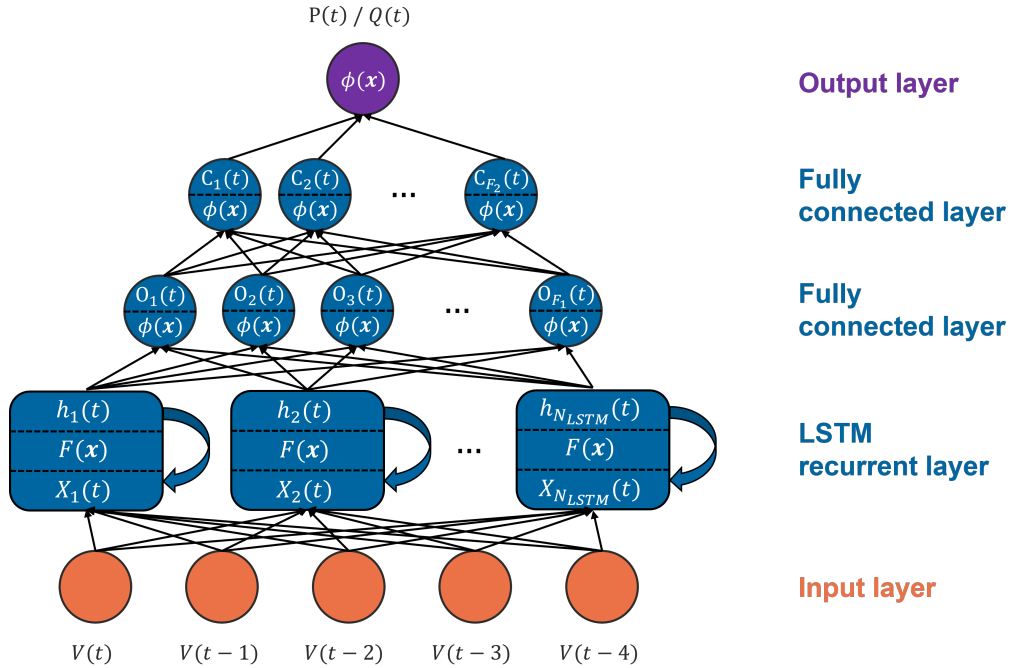 P(t) / Q(t)
ϕ(x)
Output layer
C₁(t) C₂(t) ... C_{F₂}(t)
ϕ(x) ϕ(x) ϕ(x)
Fully
connected layer
O₁(t) O₂(t) O₃(t) ... O_{F₁}(t)
ϕ(x) ϕ(x) ϕ(x) ϕ(x)
Fully
connected layer
h₁(t) h₂(t) h_{N_{LSTM}}(t)
F(x) F(x) ... F(x)
X₁(t) X₂(t) X_{N_{LSTM}}(t)
LSTM
recurrent layer
Input layer
V(t) V(t − 1) V(t − 2) V(t − 3) V(t − 4)